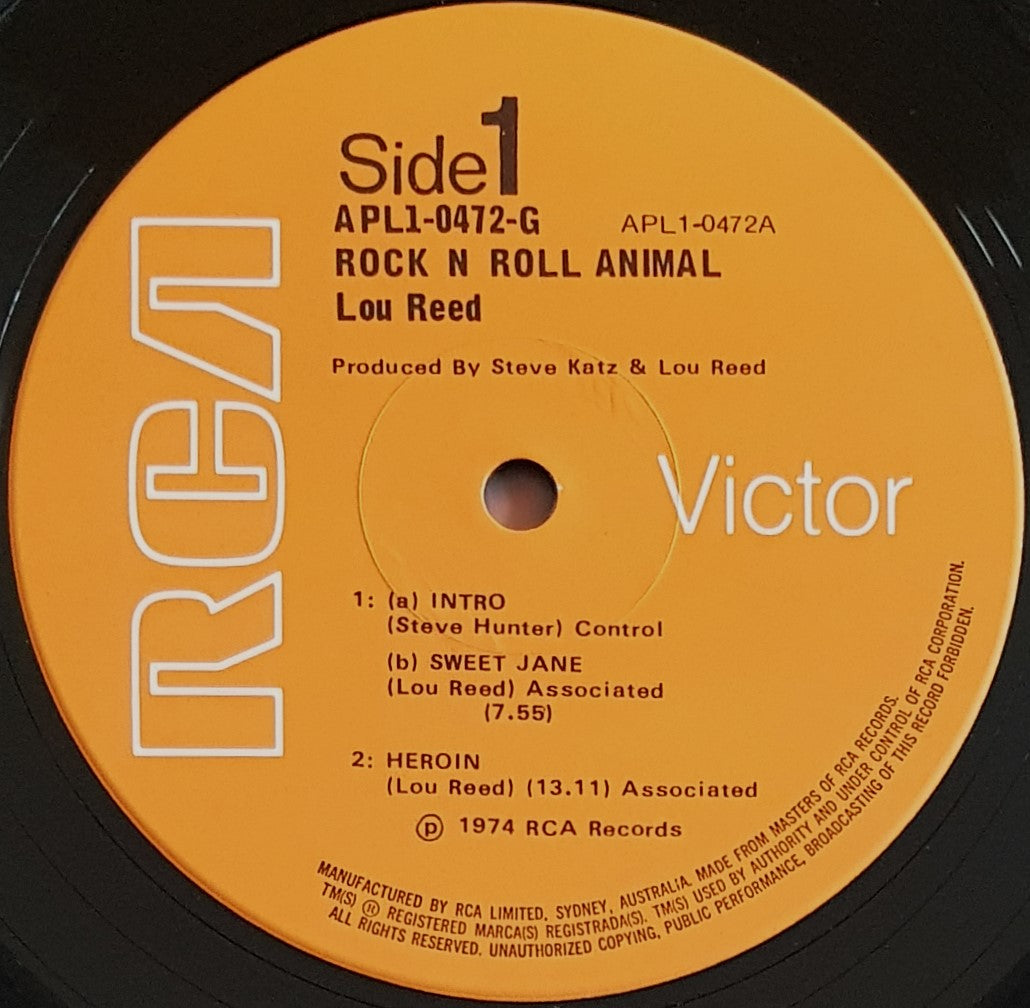 Side 1
APL1-0472-G APL1-0472A
ROCK N ROLL ANIMAL
Lou Reed
Produced By Steve Katz & Lou Reed
RCA
Victor
1: (a) INTRO
(Steve Hunter) Control
(b) SWEET JANE
(Lou Reed) Associated
(7.55)
2: HEROIN
(Lou Reed) (13.11) Associated
℗ 1974 RCA Records
MANUFACTURED BY RCA LIMITED, SYDNEY, AUSTRALIA. MADE FROM MASTERS OF RCA RECORDS.
TM(S) ® REGISTERED MARCA(S) REGISTRADA(S). TM(S) USED BY AUTHORITY AND UNDER CONTROL OF RCA CORPORATION.
ALL RIGHTS RESERVED. UNAUTHORIZED COPYING, PUBLIC PERFORMANCE, BROADCASTING OF THIS RECORD FORBIDDEN.